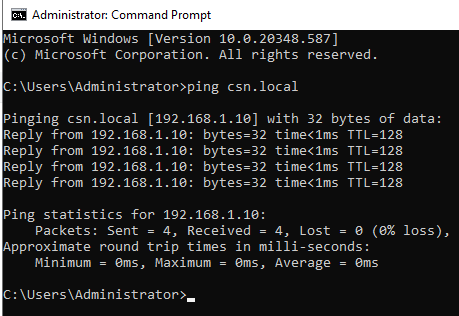 Administrator: Command Prompt
Microsoft Windows [Version 10.0.20348.587]
(c) Microsoft Corporation. All rights reserved.
C:\Users\Administrator>ping csn.local
Pinging csn.local [192.168.1.10] with 32 bytes of data:
Reply from 192.168.1.10: bytes=32 time<1ms TTL=128
Reply from 192.168.1.10: bytes=32 time<1ms TTL=128
Reply from 192.168.1.10: bytes=32 time<1ms TTL=128
Reply from 192.168.1.10: bytes=32 time<1ms TTL=128
Ping statistics for 192.168.1.10:
    Packets: Sent = 4, Received = 4, Lost = 0 (0% loss),
Approximate round trip times in milli-seconds:
    Minimum = 0ms, Maximum = 0ms, Average = 0ms
C:\Users\Administrator>